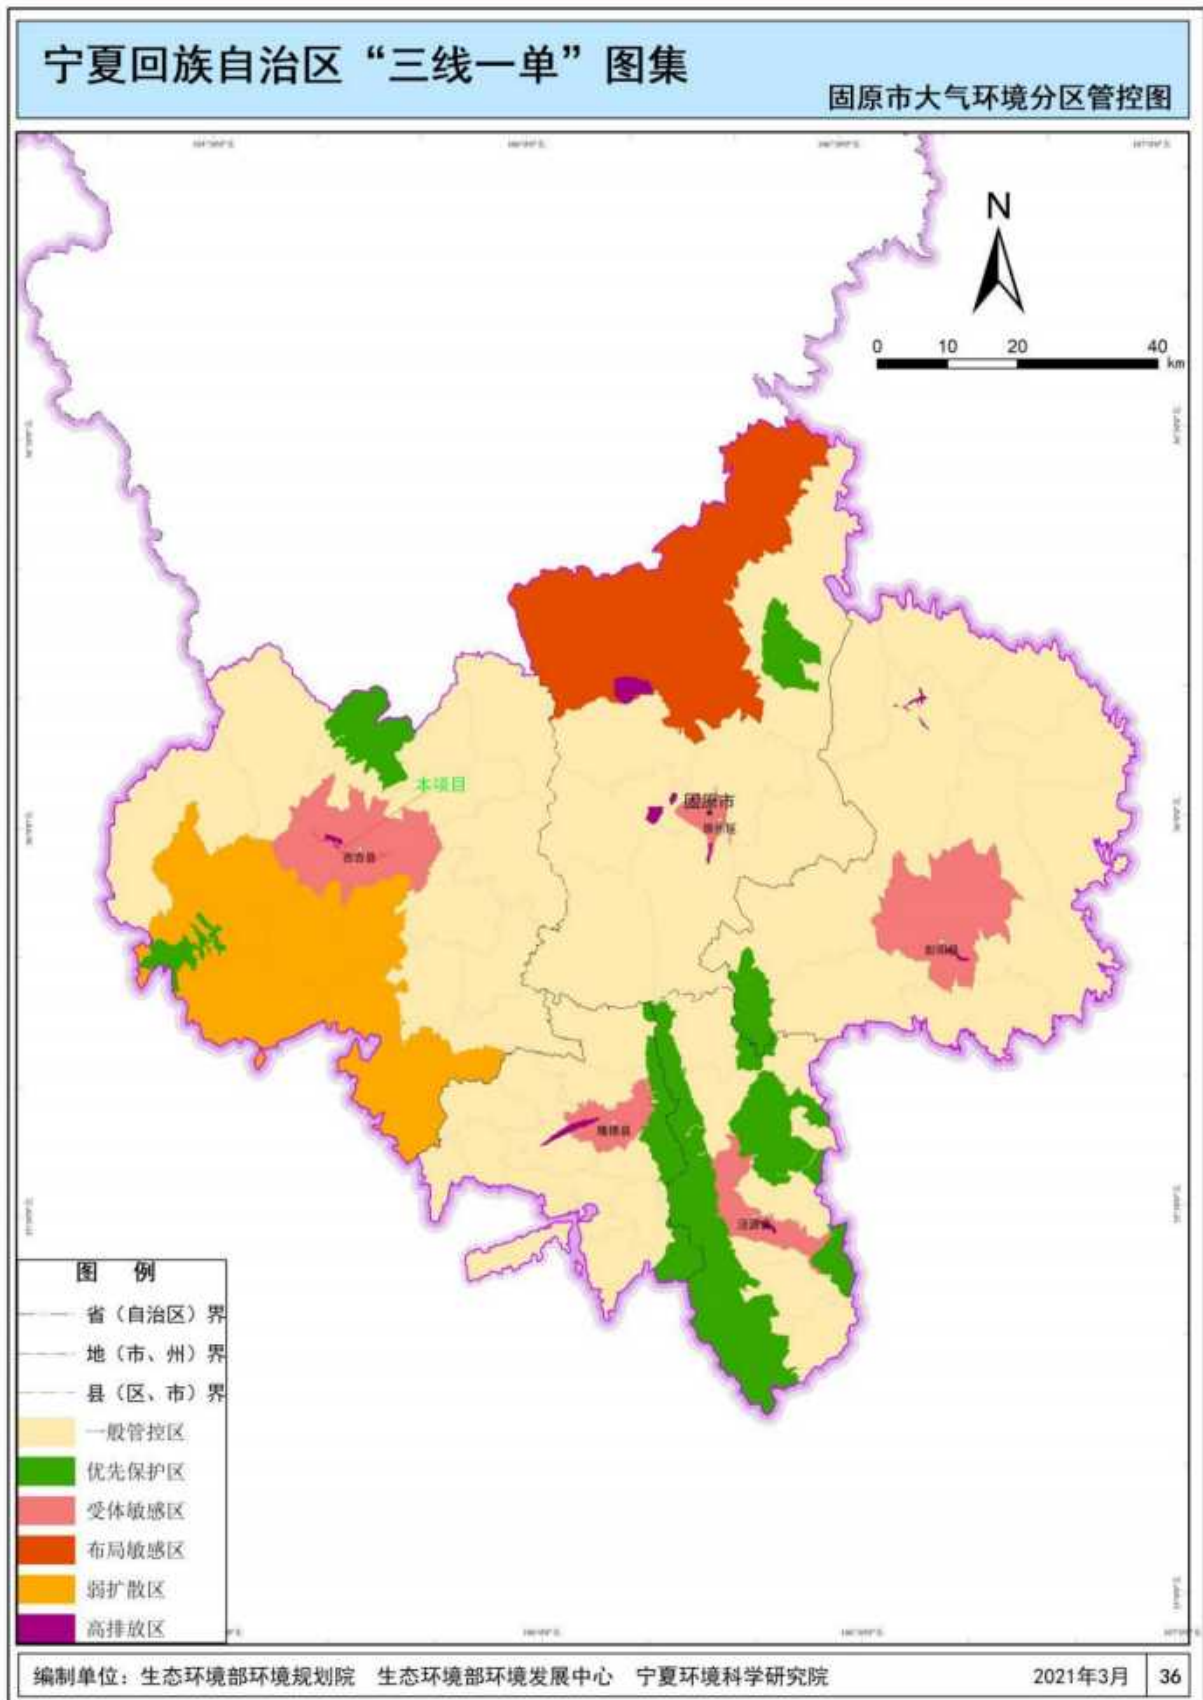 宁夏回族自治区“三线一单”图集
固原市大气环境分区管控图
N
0 10 20 40
km
本项目
固原市
原州区
西吉县
彭阳县
隆德县
泾源县
图 例
省（自治区）界
地（市、州）界
县（区、市）界
一般管控区
优先保护区
受体敏感区
布局敏感区
弱扩散区
高排放区
编制单位：生态环境部环境规划院 生态环境部环境发展中心 宁夏环境科学研究院
2021年3月 36